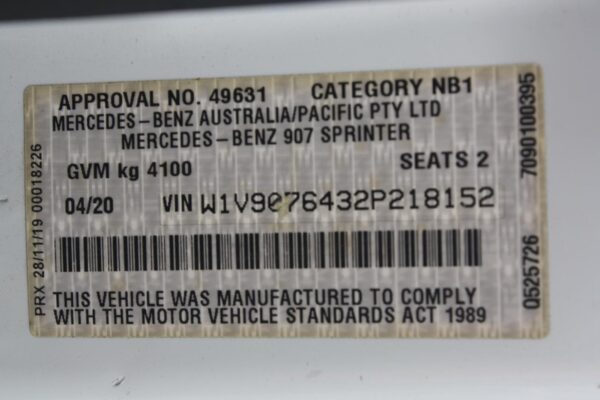 APPROVAL NO. 49631 CATEGORY NB1
MERCEDES-BENZ AUSTRALIA/PACIFIC PTY LTD
MERCEDES-BENZ 907 SPRINTER
GVM kg 4100 SEATS 2
04/20 VIN W1V9076432P218152
THIS VEHICLE WAS MANUFACTURED TO COMPLY
WITH THE MOTOR VEHICLE STANDARDS ACT 1989
PRX 28/11/19 00018226
0525726 7090100395